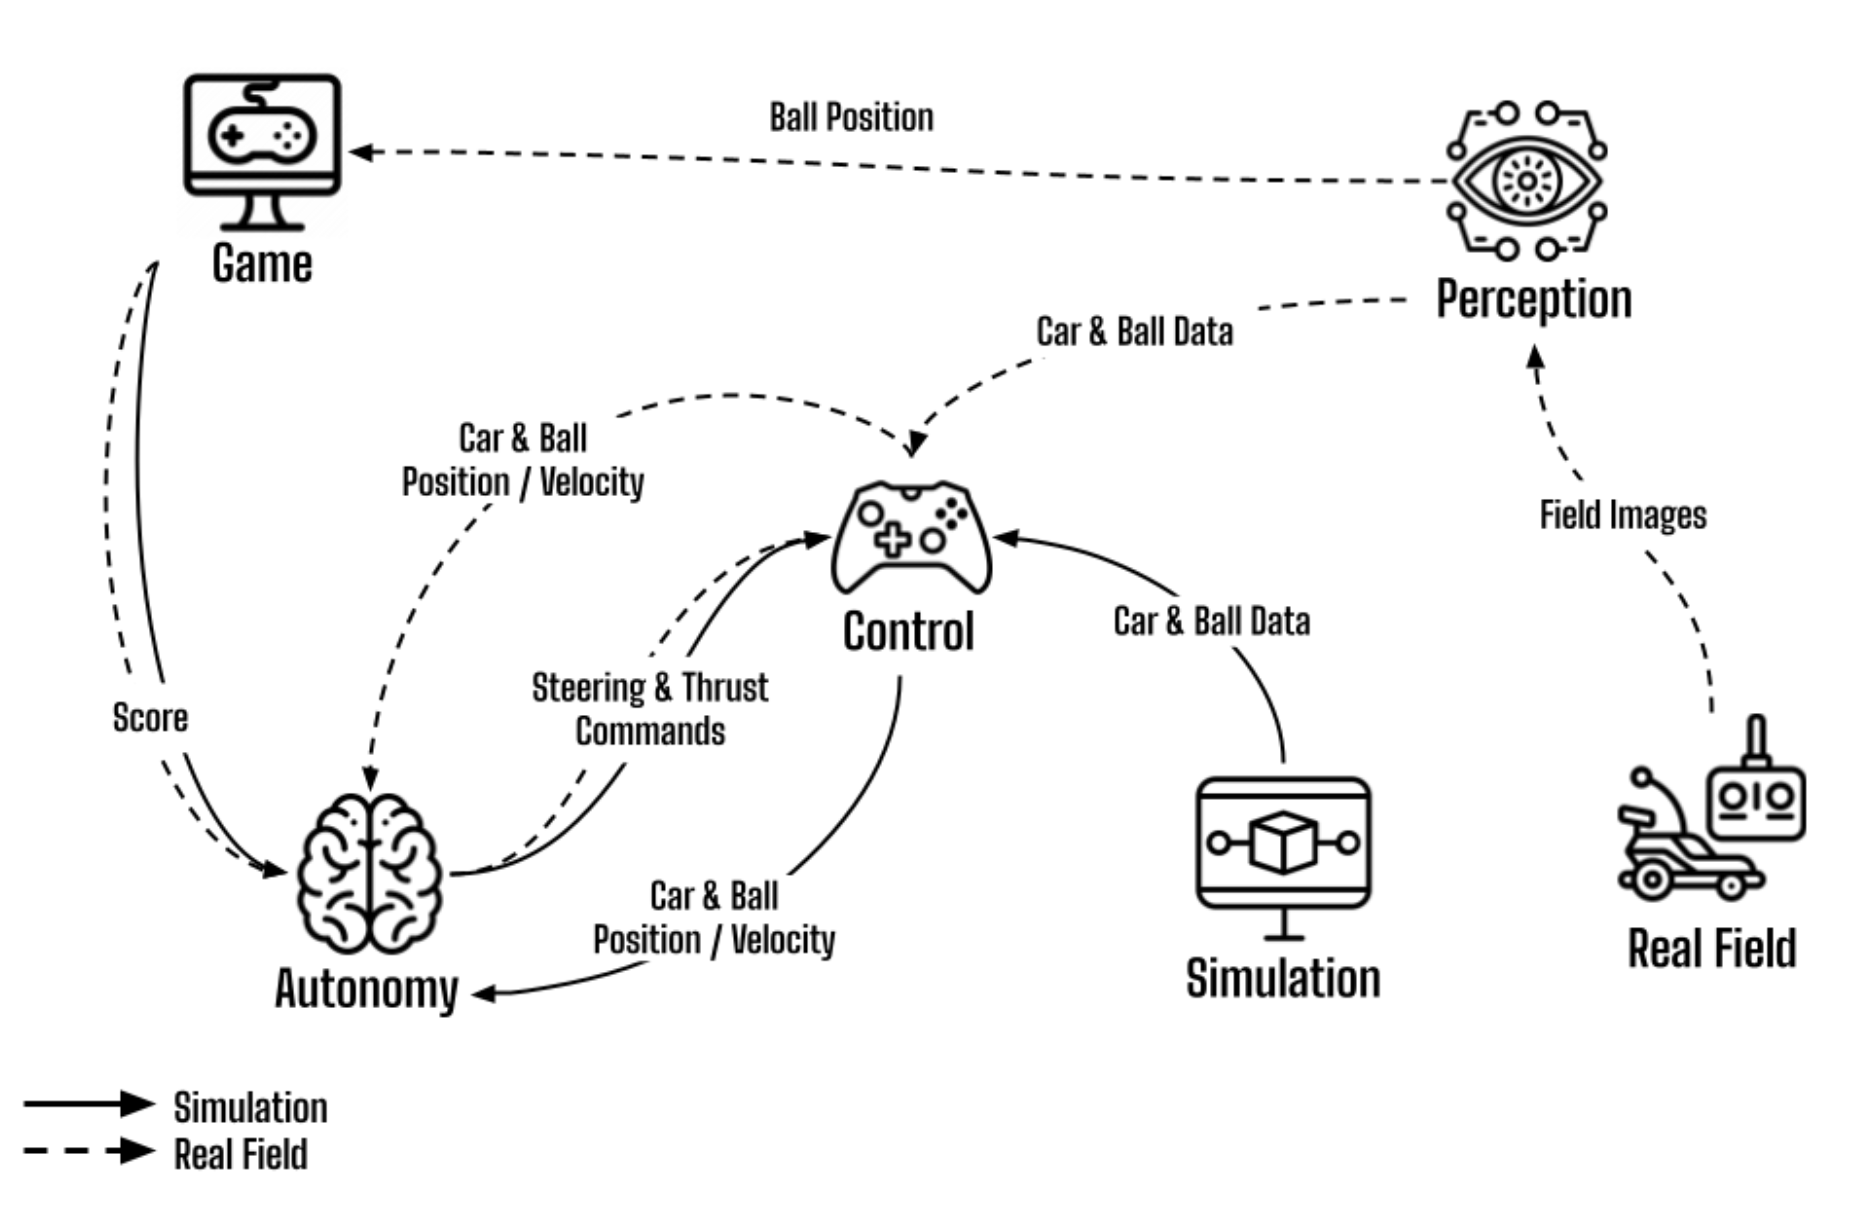 Ball Position
Game
Perception
Car & Ball Data
Car & Ball
Position / Velocity
Field Images
Control
Car & Ball Data
Steering & Thrust
Commands
Score
Car & Ball
Position / Velocity
Autonomy
Simulation
Real Field
Simulation
Real Field